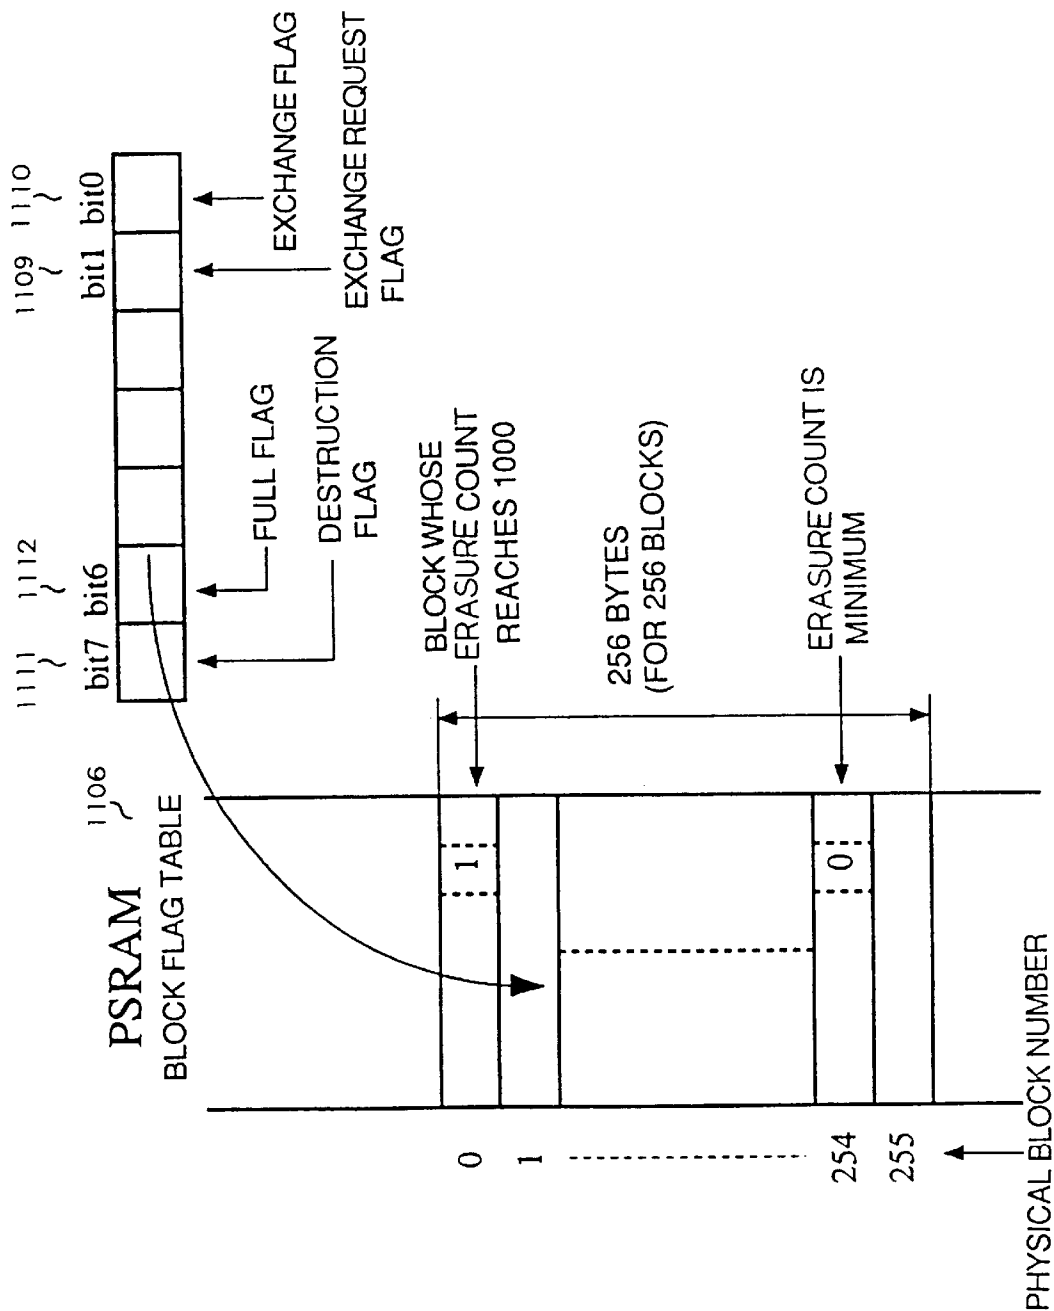 PSRAM
BLOCK FLAG TABLE
1106
1111
1112
1109
1110
bit7
bit6
bit1
bit0
FULL FLAG
DESTRUCTION
FLAG
EXCHANGE FLAG
EXCHANGE REQUEST
FLAG
0
1
BLOCK WHOSE
ERASURE COUNT
REACHES 1000
1
256 BYTES
(FOR 256 BLOCKS)
254
0
ERASURE COUNT IS
MINIMUM
255
PHYSICAL BLOCK NUMBER